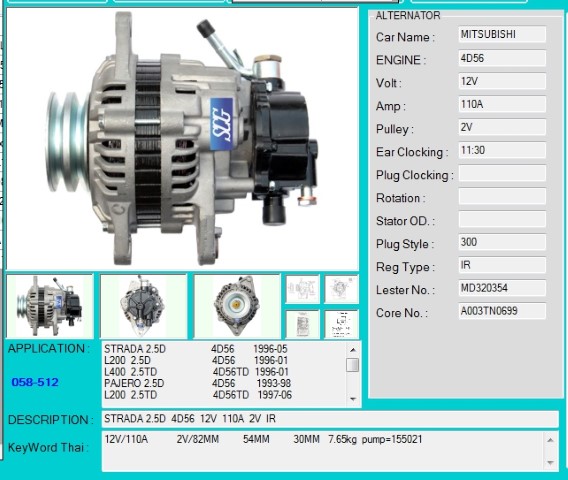 SCG
ALTERNATOR
Car Name : MITSUBISHI
ENGINE : 4D56
Volt : 12V
Amp : 110A
Pulley : 2V
Ear Clocking : 11:30
Plug Clocking :
Rotation :
Stator OD. :
Plug Style : 300
Reg Type : IR
Lester No. : MD320354
Core No. : A003TN0699
APPLICATION :
058-512
STRADA 2.5D 4D56 1996-05
L200 2.5D 4D56 1996-01
L400 2.5TD 4D56TD 1996-01
PAJERO 2.5D 4D56 1993-98
L200 2.5TD 4D56TD 1997-06
DESCRIPTION : STRADA 2.5D 4D56 12V 110A 2V IR
KeyWord Thai : 12V/110A 2V/82MM 54MM 30MM 7.65kg pump=155021